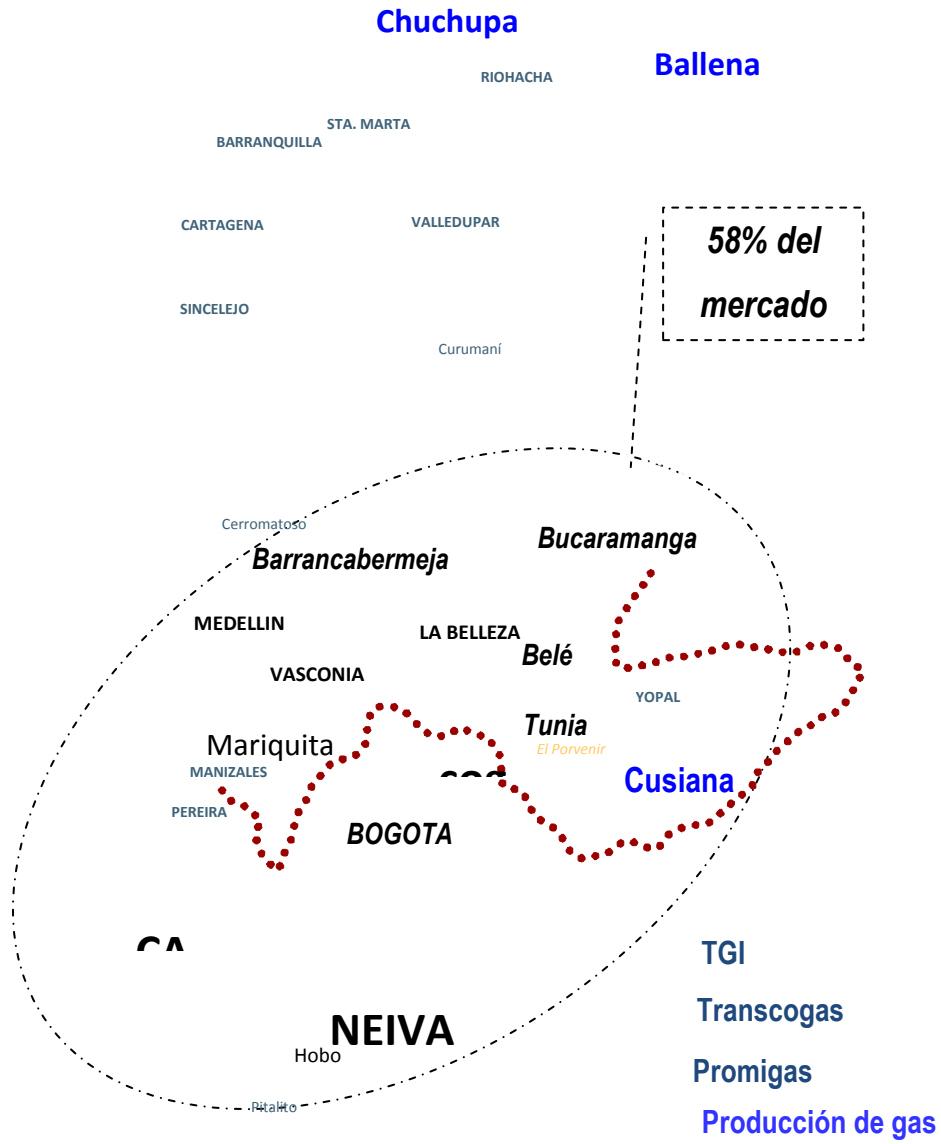 Chuchupa
Ballena
RIOHACHA
STA. MARTA
BARRANQUILLA
CARTAGENA
VALLEDUPAR
58% del
mercado
SINCELEJO
Curumaní
Cerromatoso
Bucaramanga
Barrancabermeja
MEDELLIN
LA BELLEZA
Belé
VASCONIA
YOPAL
Tunia
Mariquita
El Porvenir
MANIZALES
Cusiana
PEREIRA
BOGOTA
TGI
Transcogas
NEIVA
Hobo
Promigas
Pitalito
Producción de gas